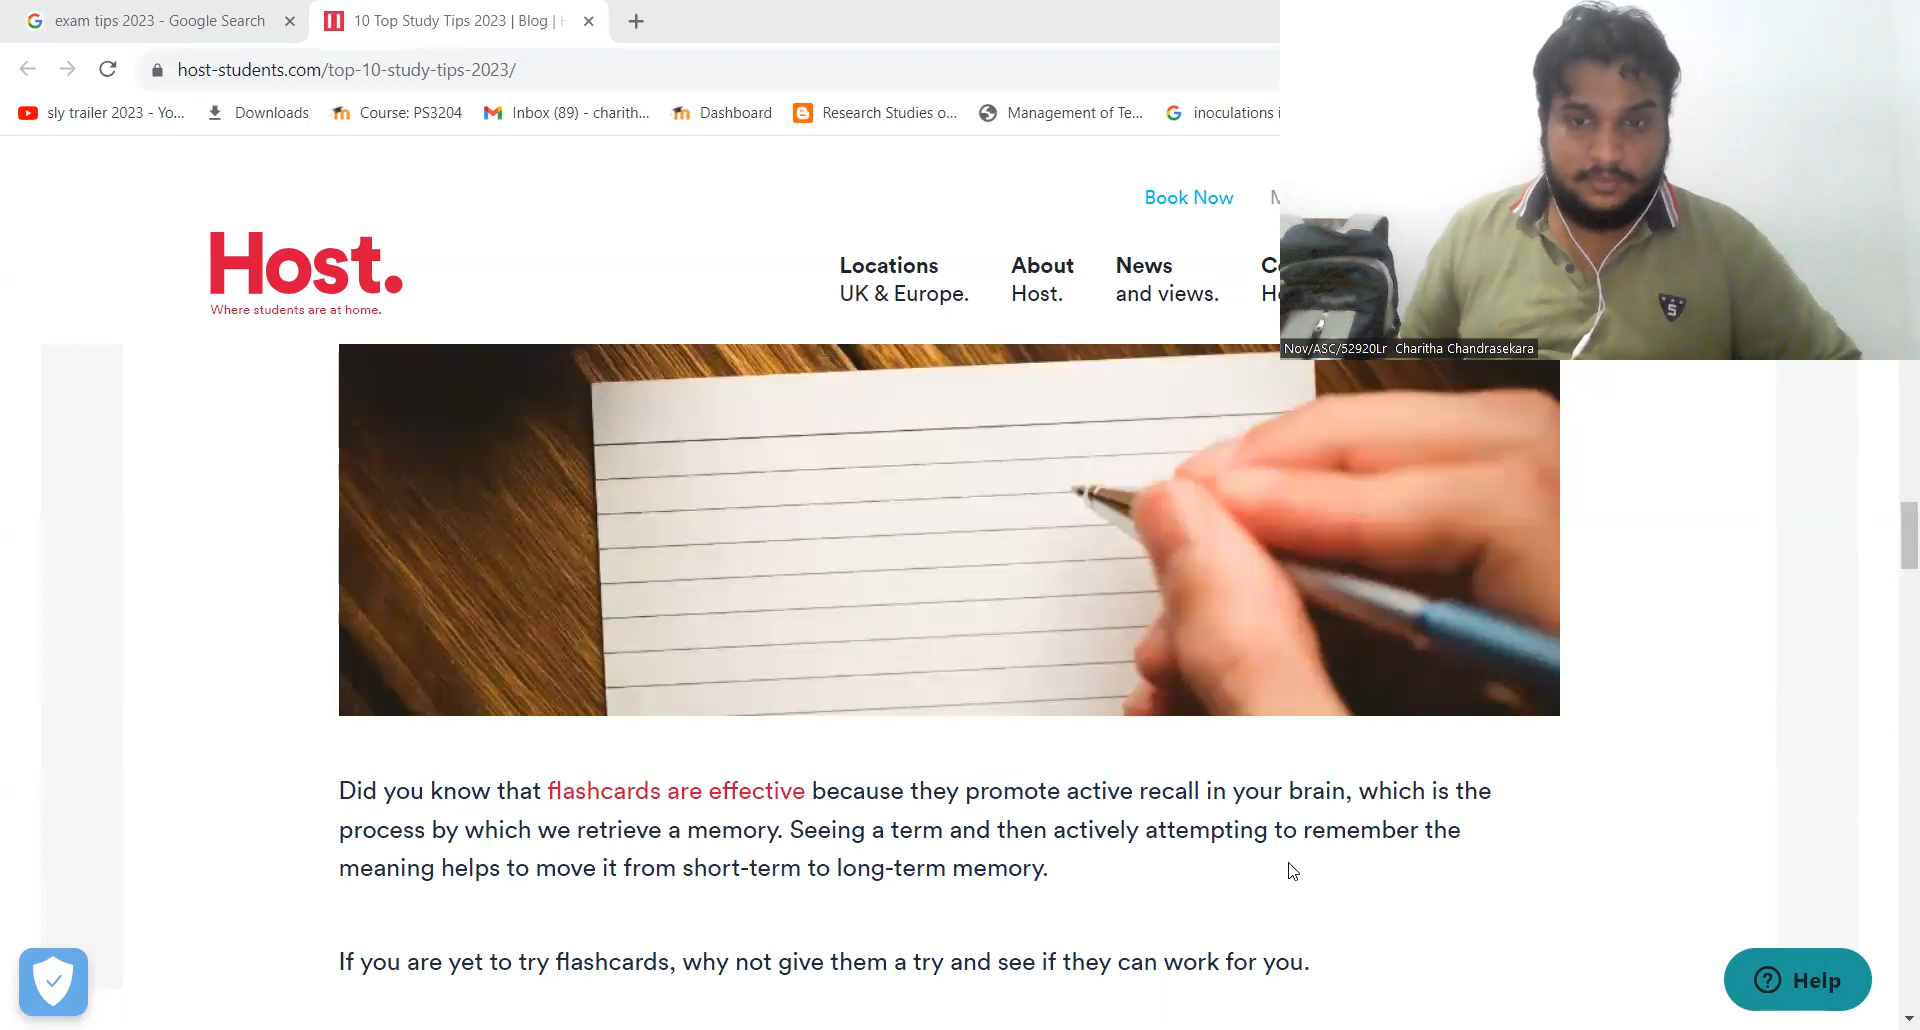 exam tips 2023 - Google Search
10 Top Study Tips 2023 | Blog |
host-students.com/top-10-study-tips-2023/
sly trailer 2023 - Yo...
Downloads
Course: PS3204
Inbox (89) - charith...
Dashboard
Research Studies o...
Management of Te...
inoculations i
Book Now
M
Host.
Where students are at home.
Locations
UK & Europe.
About
Host.
News
and views.
S
Nov/ASC/52920Lr Charitha Chandrasekara
Did you know that flashcards are effective because they promote active recall in your brain, which is the
process by which we retrieve a memory. Seeing a term and then actively attempting to remember the
meaning helps to move it from short-term to long-term memory.
If you are yet to try flashcards, why not give them a try and see if they can work for you.
Help